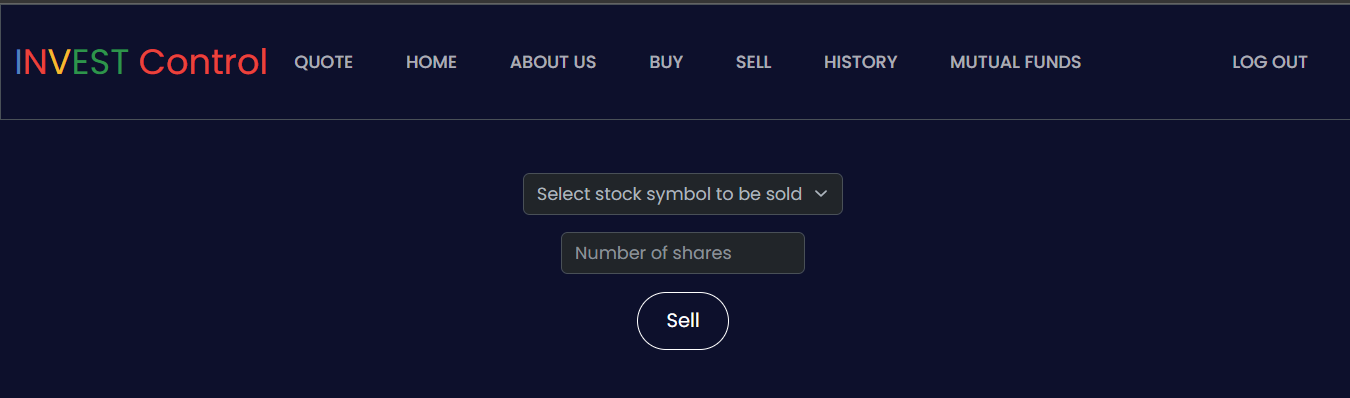 INVEST Control QUOTE HOME ABOUT US BUY SELL HISTORY MUTUAL FUNDS LOG OUT
Select stock symbol to be sold
Number of shares
Sell